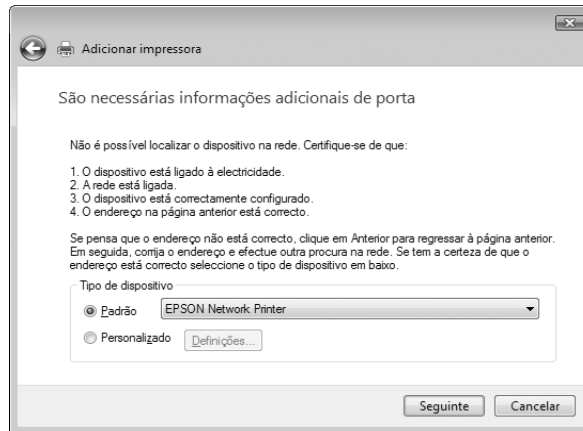 Adicionar impressora
São necessárias informações adicionais de porta
Não é possível localizar o dispositivo na rede. Certifique-se de que:
1. O dispositivo está ligado à electricidade.
2. A rede está ligada.
3. O dispositivo está correctamente configurado.
4. O endereço na página anterior está correcto.
Se pensa que o endereço não está correcto, clique em Anterior para regressar à página anterior.
Em seguida, corrija o endereço e efectue outra procura na rede. Se tem a certeza de que o
endereço está correcto seleccione o tipo de dispositivo em baixo.
Tipo de dispositivo
Padrão EPSON Network Printer
Personalizado Definições...
Seguinte Cancelar